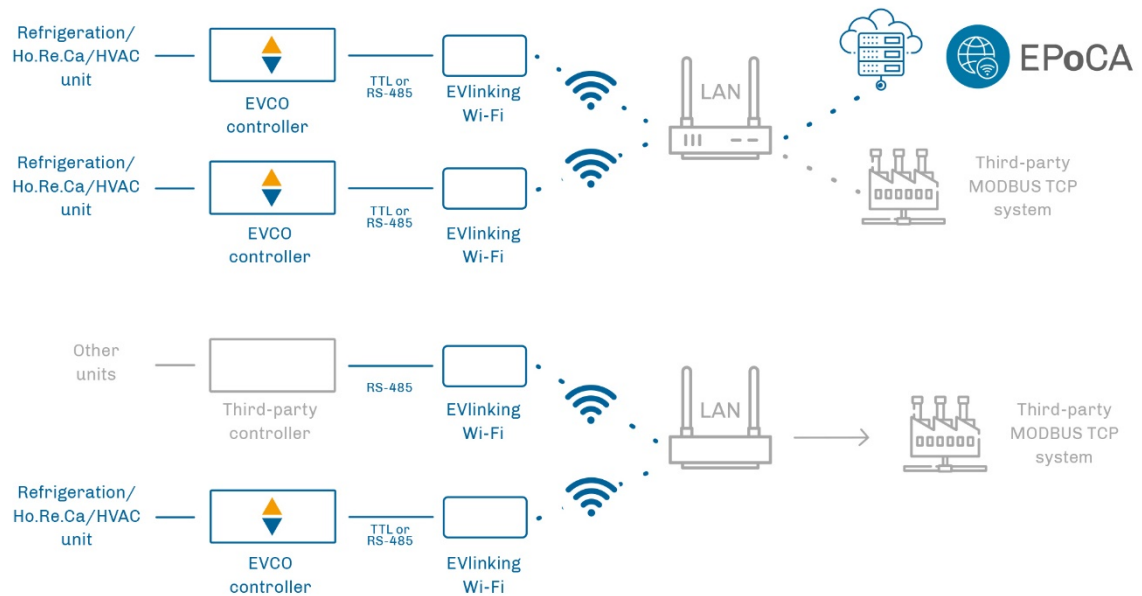 Refrigeration/
Ho.Re.Ca/HVAC
unit
EVCO
controller
TTL or
RS-485
EVlinking
Wi-Fi
LAN
EPoCA
Refrigeration/
Ho.Re.Ca/HVAC
unit
EVCO
controller
TTL or
RS-485
EVlinking
Wi-Fi
Third-party
MODBUS TCP
system
Other
units
Third-party
controller
RS-485
EVlinking
Wi-Fi
LAN
Third-party
MODBUS TCP
system
Refrigeration/
Ho.Re.Ca/HVAC
unit
EVCO
controller
TTL or
RS-485
EVlinking
Wi-Fi